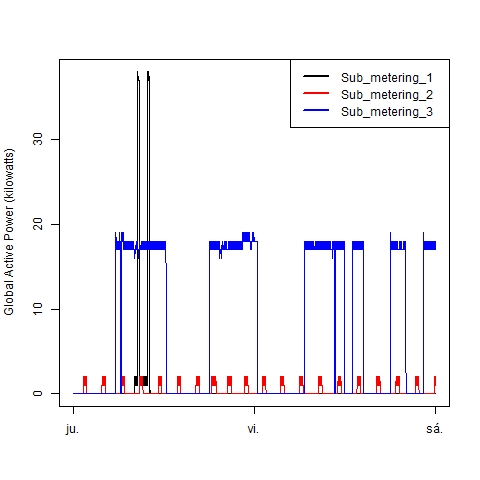 Sub_metering_1
Sub_metering_2
Sub_metering_3
Global Active Power (kilowatts)
30
20
10
0
ju.
vi.
sá.